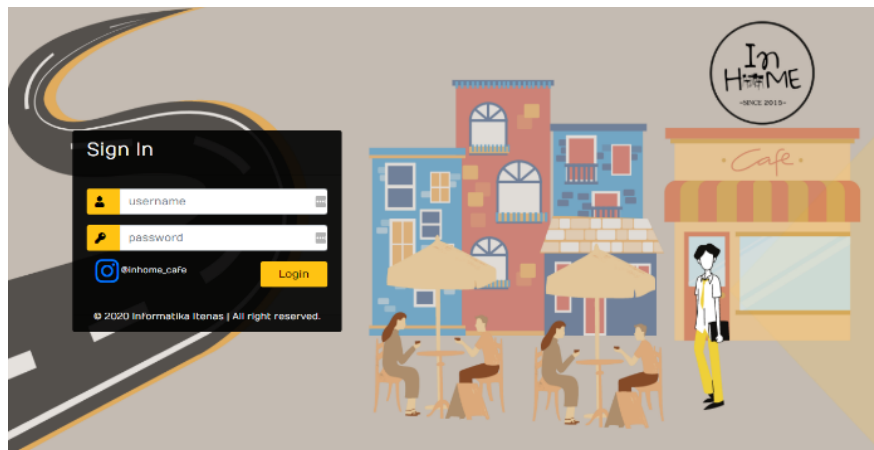 In
HOME
-SINCE 2015-
Sign In
· Cafe ·
username
password
@inhome_cafe
Login
© 2020 Informatika Itenas | All right reserved.